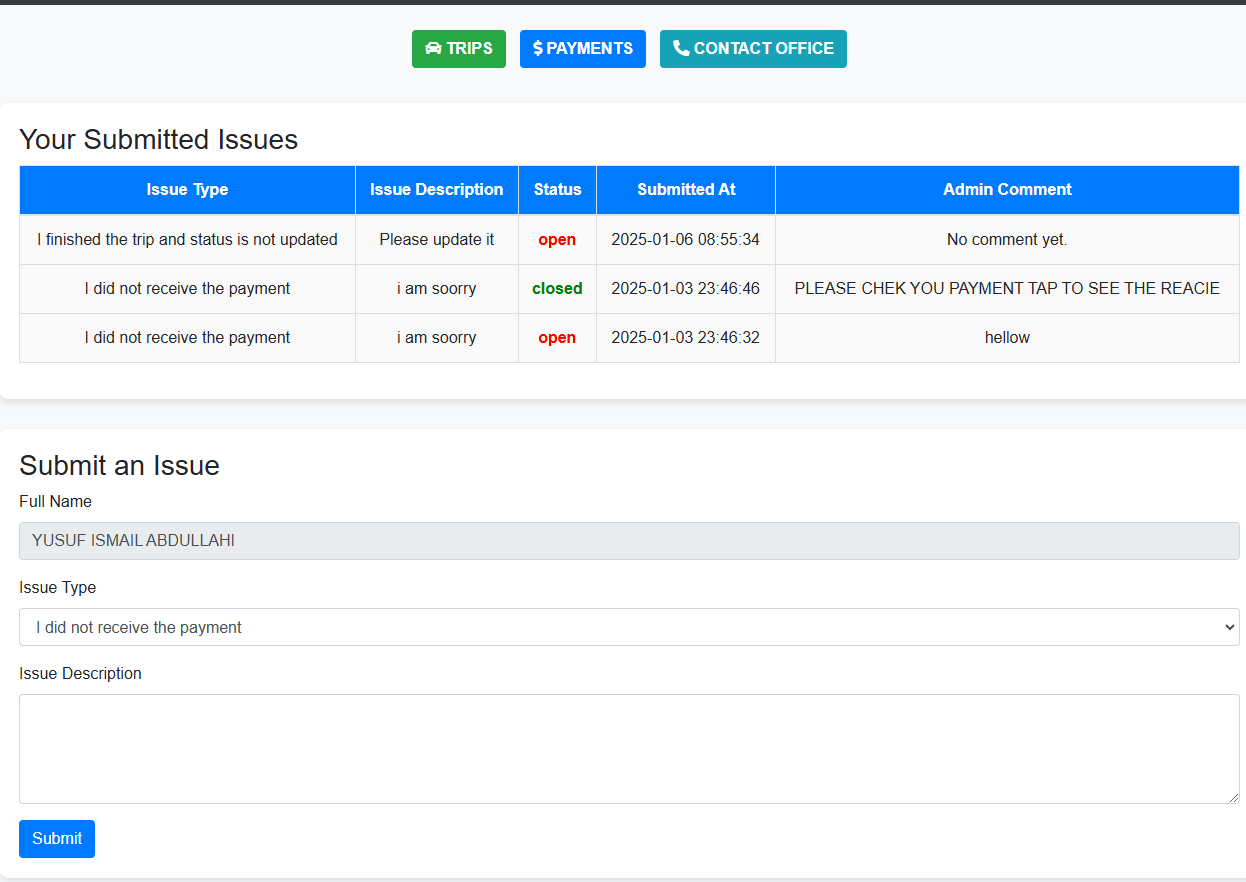 TRIPS $ PAYMENTS CONTACT OFFICE
Your Submitted Issues
Issue Type Issue Description Status Submitted At Admin Comment
I finished the trip and status is not updated Please update it open 2025-01-06 08:55:34 No comment yet.
I did not receive the payment i am soorry closed 2025-01-03 23:46:46 PLEASE CHEK YOU PAYMENT TAP TO SEE THE REACIE
I did not receive the payment i am soorry open 2025-01-03 23:46:32 hellow
Submit an Issue
Full Name
YUSUF ISMAIL ABDULLAHI
Issue Type
I did not receive the payment
Issue Description
Submit